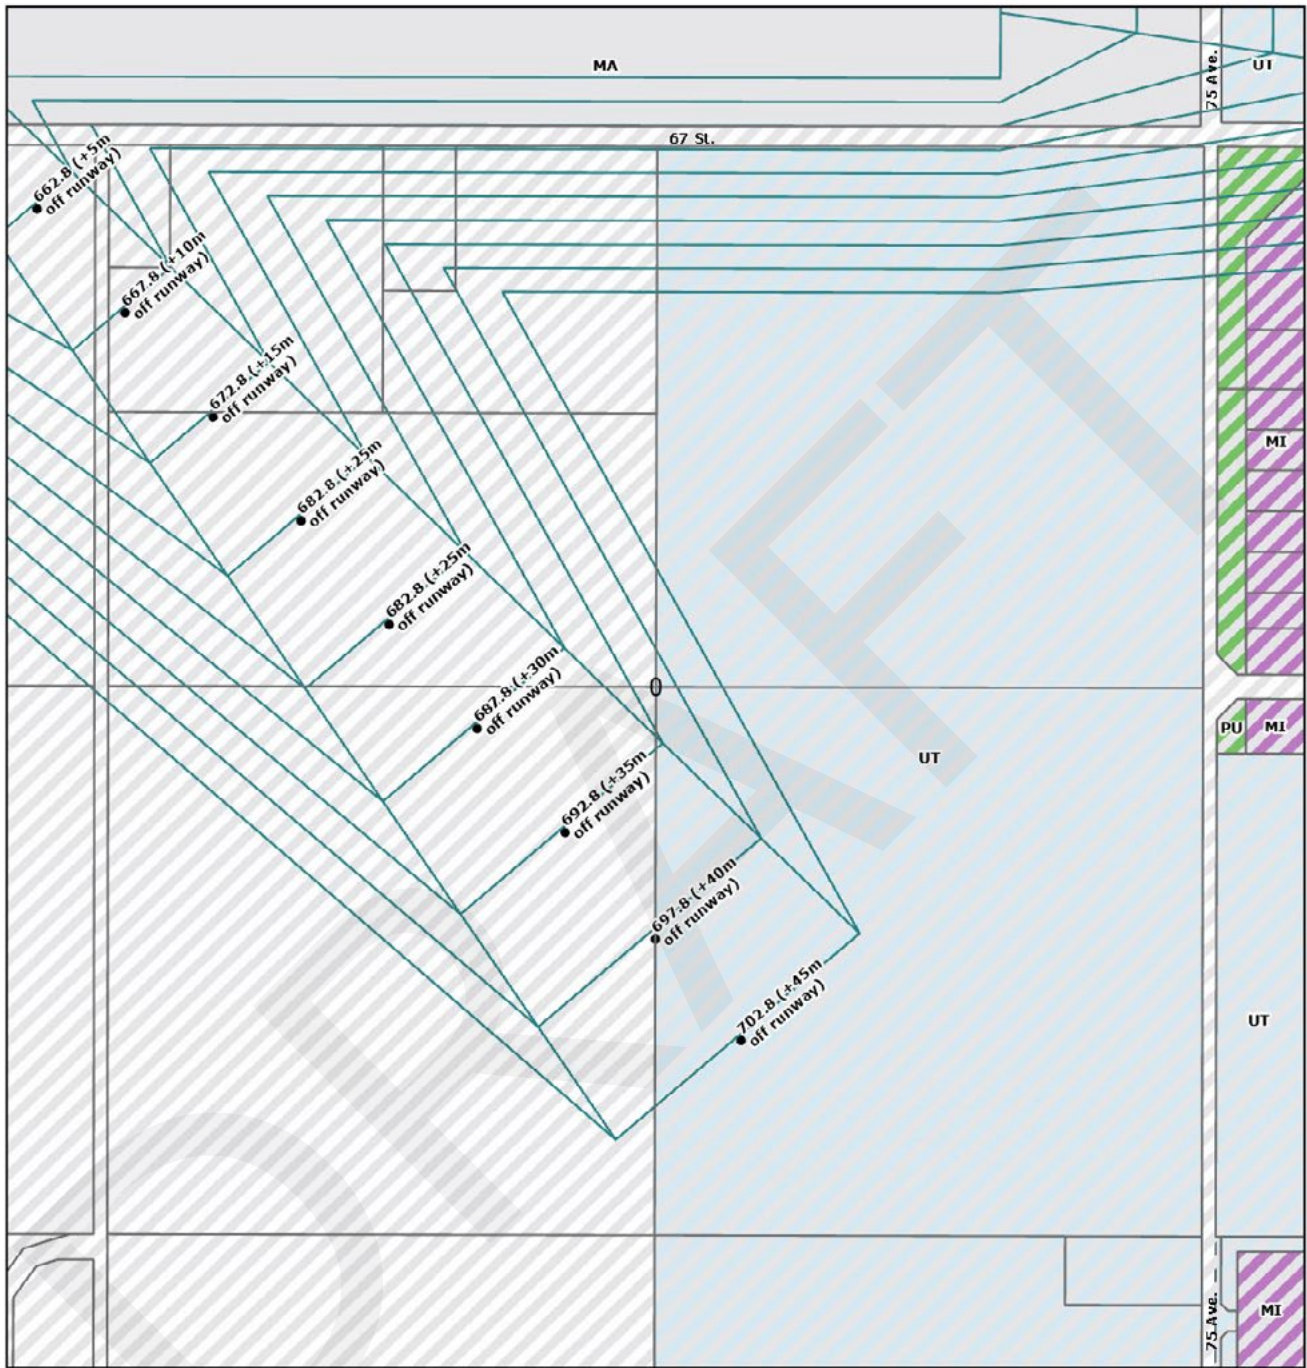 MA
75 Ave.
UT
67 St.
662.8 (+5m
off runway)
667.8 (+10m
off runway)
672.8 (+15m
off runway)
682.8 (+25m
off runway)
682.8 (+25m
off runway)
687.8 (+30m
off runway)
692.8 (+35m
off runway)
697.8 (+40m
off runway)
702.8 (+45m
off runway)
0
MI
PU
MI
UT
UT
75 Ave.
MI
DRAFT